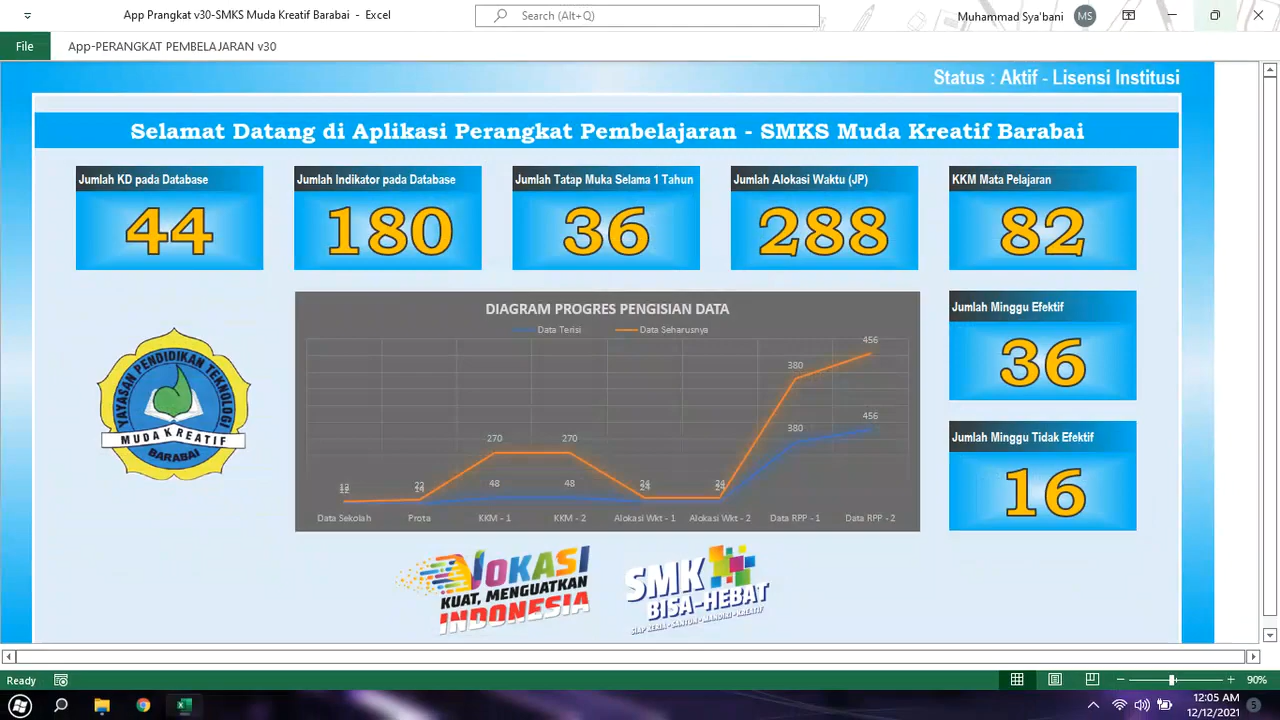 App Prangkat v30-SMKS Muda Kreatif Barabai - Excel
Search (Alt+Q)
Muhammad Sya'bani
MS
File
App-PERANGKAT PEMBELAJARAN v30
Status : Aktif - Lisensi Institusi
Selamat Datang di Aplikasi Perangkat Pembelajaran - SMKS Muda Kreatif Barabai
Jumlah KD pada Database
44
Jumlah Indikator pada Database
180
Jumlah Tatap Muka Selama 1 Tahun
36
Jumlah Alokasi Waktu (JP)
288
KKM Mata Pelajaran
82
Jumlah Minggu Efektif
36
Jumlah Minggu Tidak Efektif
16
YAYASAN PENDIDIKAN TEKNOLOGI
MUDA KREATIF
BARABAI
DIAGRAM PROGRES PENGISIAN DATA
Data Terisi
Data Seharusnya
456
380
456
380
270
270
48
48
Data Sekolah
Prota
KKM - 1
KKM - 2
Alokasi Wkt - 1
Alokasi Wkt - 2
Data RPP - 1
Data RPP - 2
VOKASI
KUAT, MENGUATKAN
INDONESIA
SMK
BISA-HEBAT
SIAP KERJA • SANTUN • MANDIRI • KREATIF
Ready
90%
12:05 AM
12/12/2021
5